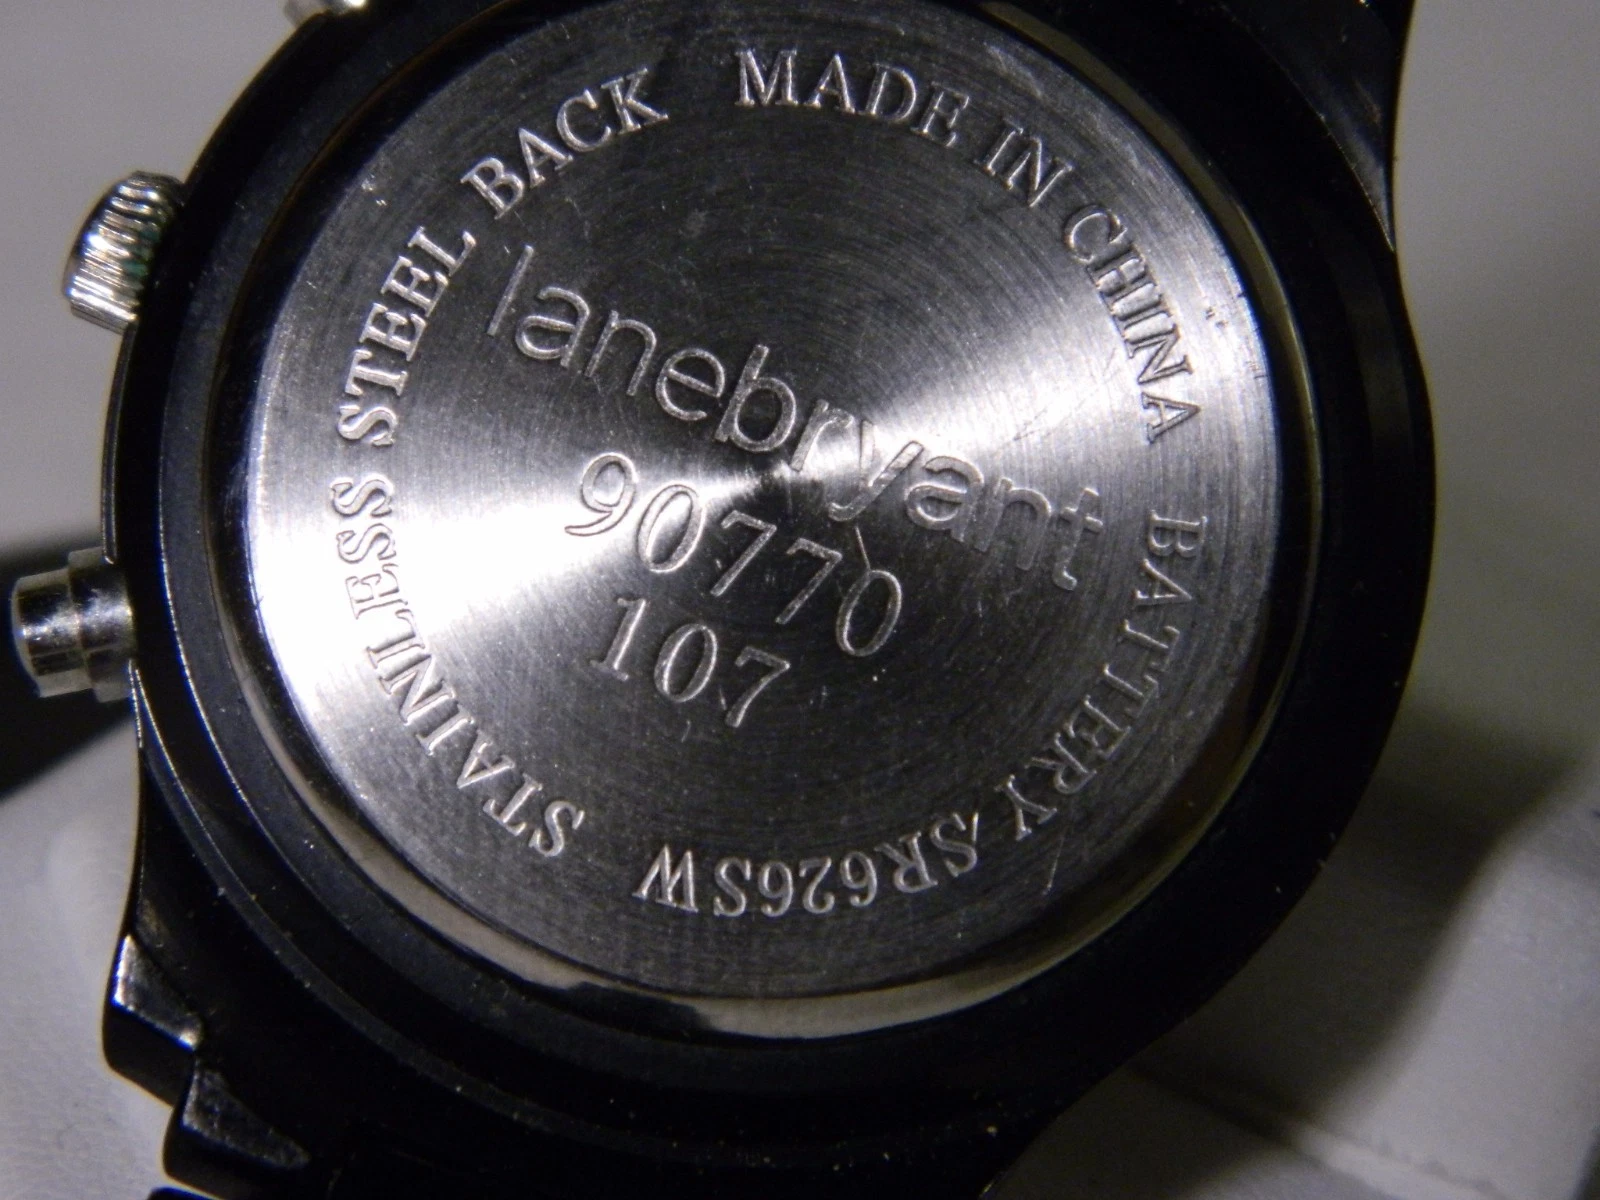 STAINLESS STEEL BACK MADE IN CHINA BATTERY SR626SW
lanebryant
90770
107